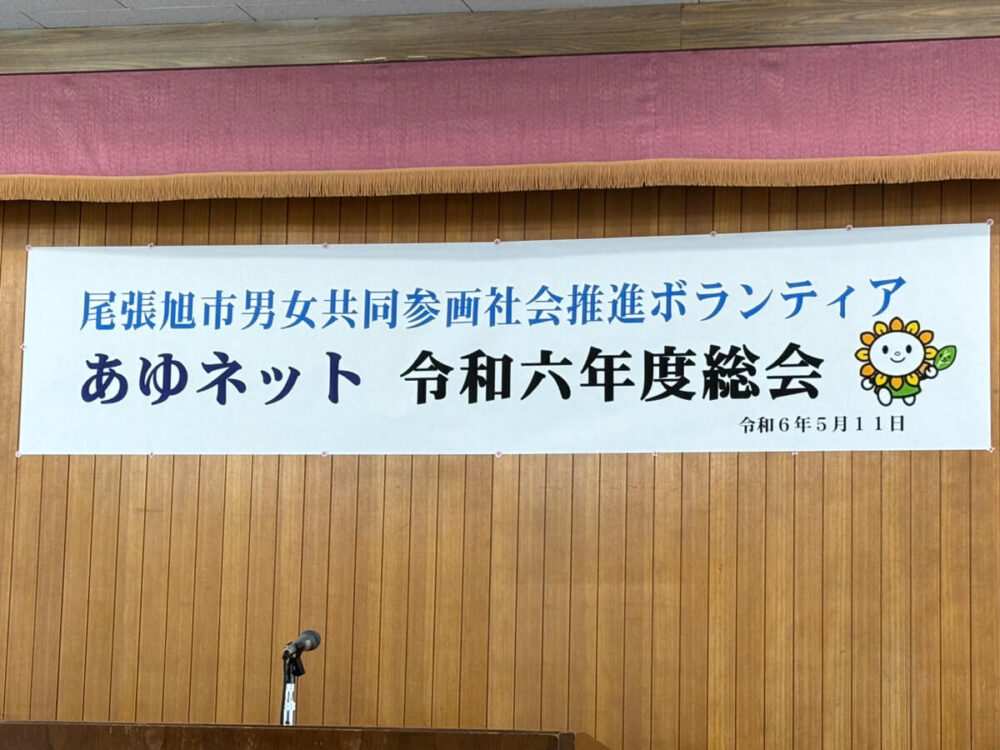 尾張旭市男女共同参画社会推進ボランティア
あゆネット 令和六年度総会
令和６年５月１１日